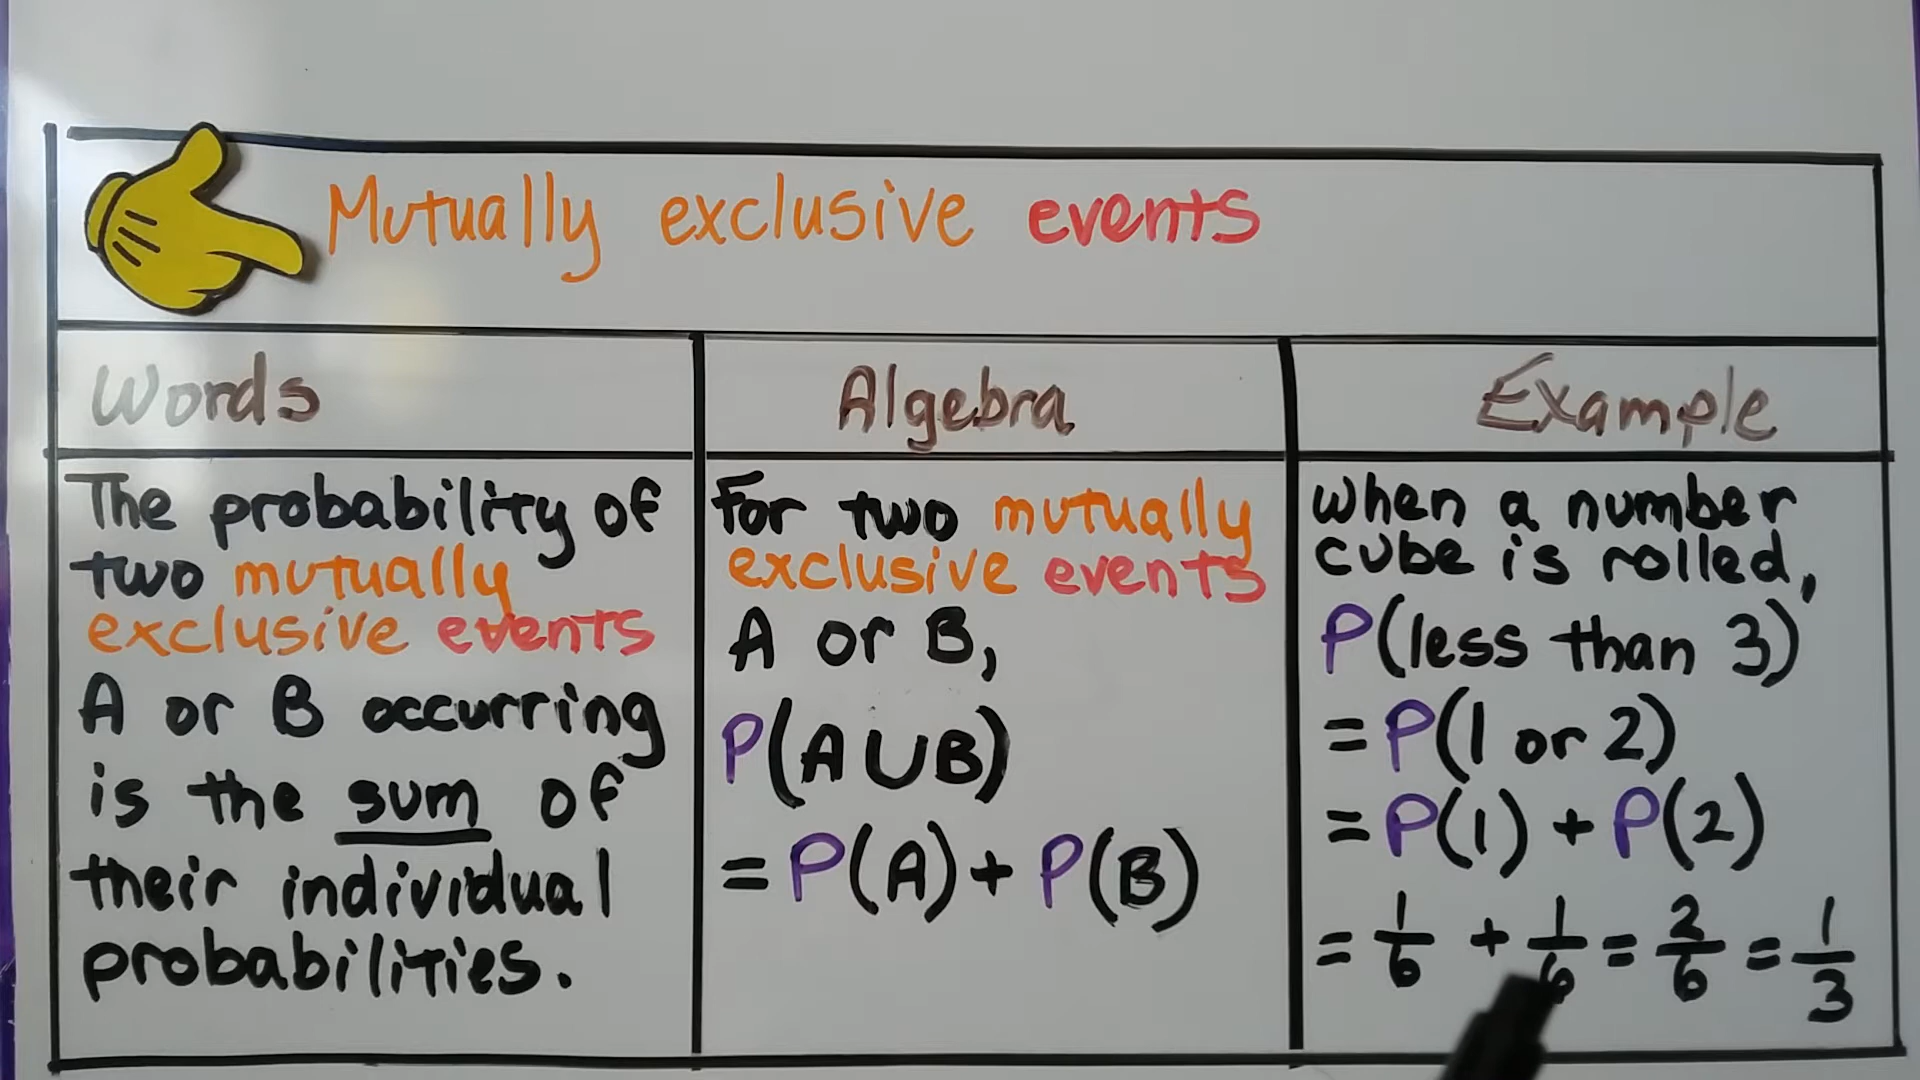 Mutually exclusive events
Words
Algebra
Example
The probability of
two mutually
exclusive events
A or B occurring
is the sum of
their individual
probabilities.
For two mutually
exclusive events
A or B,
P(A∪B)
= P(A) + P(B)
When a number
cube is rolled,
P(less than 3)
= P(1 or 2)
= P(1) + P(2)
= 1/6 + 1/6 = 2/6 = 1/3